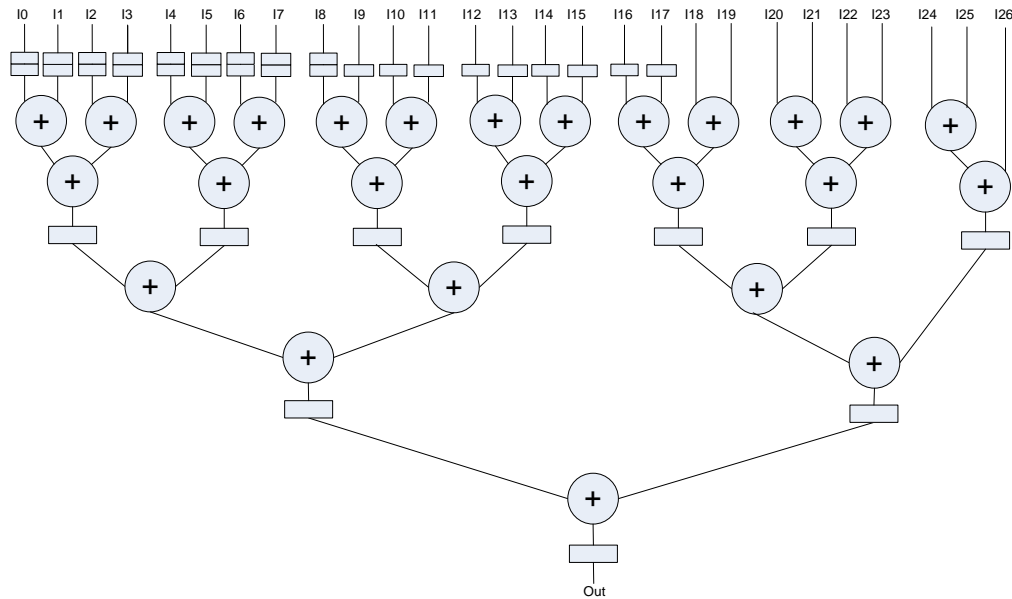 I0 I1 I2 I3 I4 I5 I6 I7 I8 I9 I10 I11 I12 I13 I14 I15 I16 I17 I18 I19 I20 I21 I22 I23 I24 I25 I26
+ + + + + + + + + + + + +
+ + + + + + +
+ + +
+ +
+
Out